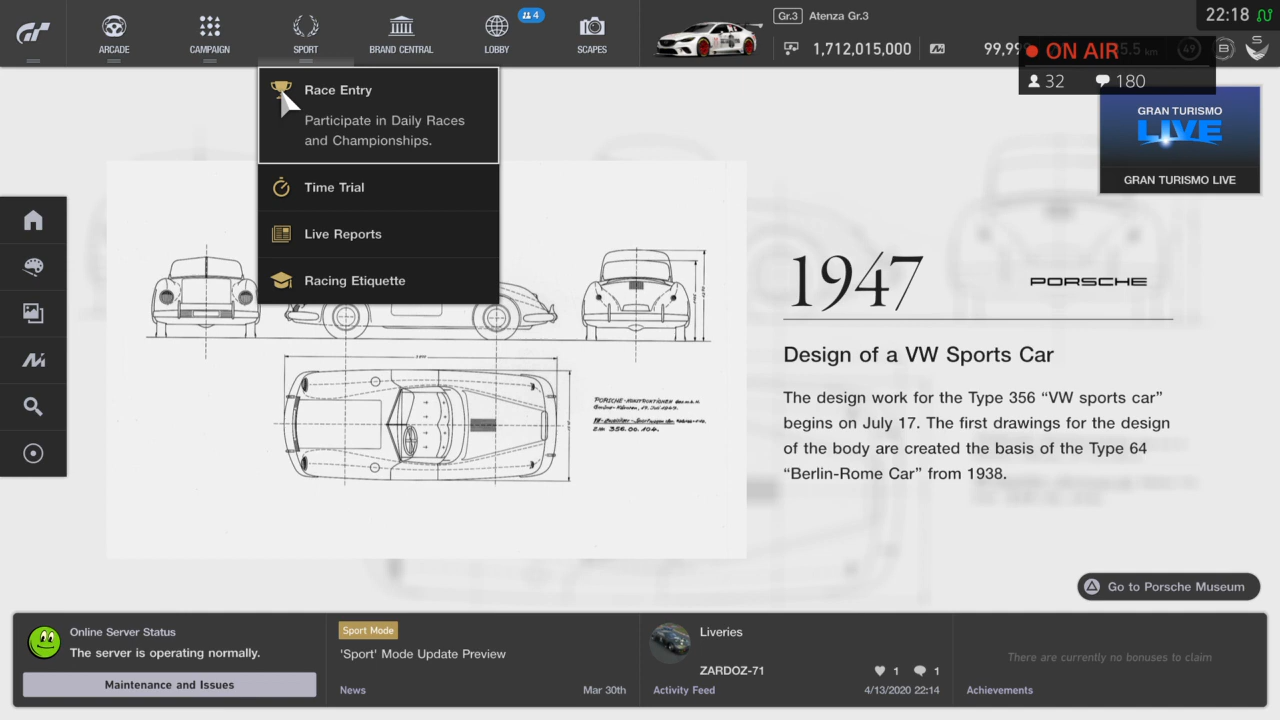 ARCADE
CAMPAIGN
SPORT
BRAND CENTRAL
LOBBY
4
SCAPES
Gr.3 Atenza Gr.3
1,712,015,000
22:18
ON AIR
32 180
49 B S
Race Entry
Participate in Daily Races
and Championships.
Time Trial
Live Reports
Racing Etiquette
GRAN TURISMO
LIVE
GRAN TURISMO LIVE
1947
PORSCHE
Design of a VW Sports Car
The design work for the Type 356 “VW sports car”
begins on July 17. The first drawings for the design
of the body are created the basis of the Type 64
“Berlin-Rome Car” from 1938.
Go to Porsche Museum
Online Server Status
The server is operating normally.
Maintenance and Issues
Sport Mode
'Sport' Mode Update Preview
News Mar 30th
Liveries
ZARDOZ-71 1 1
Activity Feed 4/13/2020 22:14
There are currently no bonuses to claim
Achievements